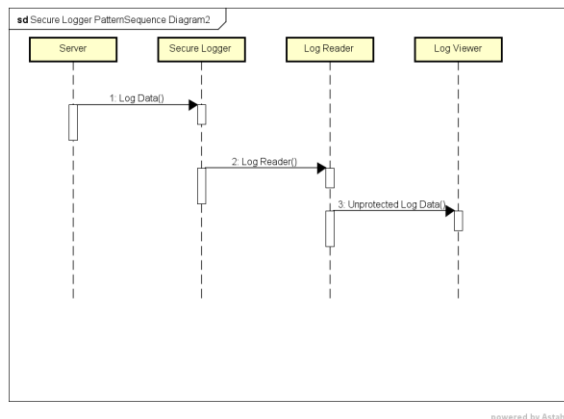 sd Secure Logger PatternSequence Diagram2
Server
Secure Logger
Log Reader
Log Viewer
1: Log Data()
2: Log Reader()
3: Unprotected Log Data()
powered by Astah